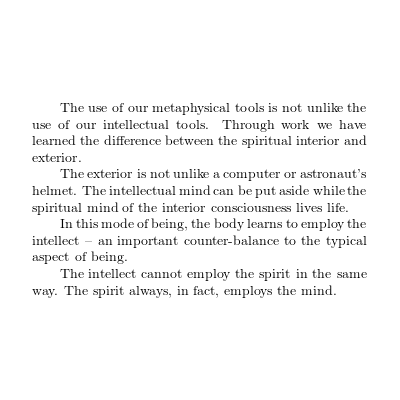 The use of our metaphysical tools is not unlike the
use of our intellectual tools. Through work we have
learned the difference between the spiritual interior and
exterior.
The exterior is not unlike a computer or astronaut's
helmet. The intellectual mind can be put aside while the
spiritual mind of the interior consciousness lives life.
In this mode of being, the body learns to employ the
intellect – an important counter-balance to the typical
aspect of being.
The intellect cannot employ the spirit in the same
way. The spirit always, in fact, employs the mind.